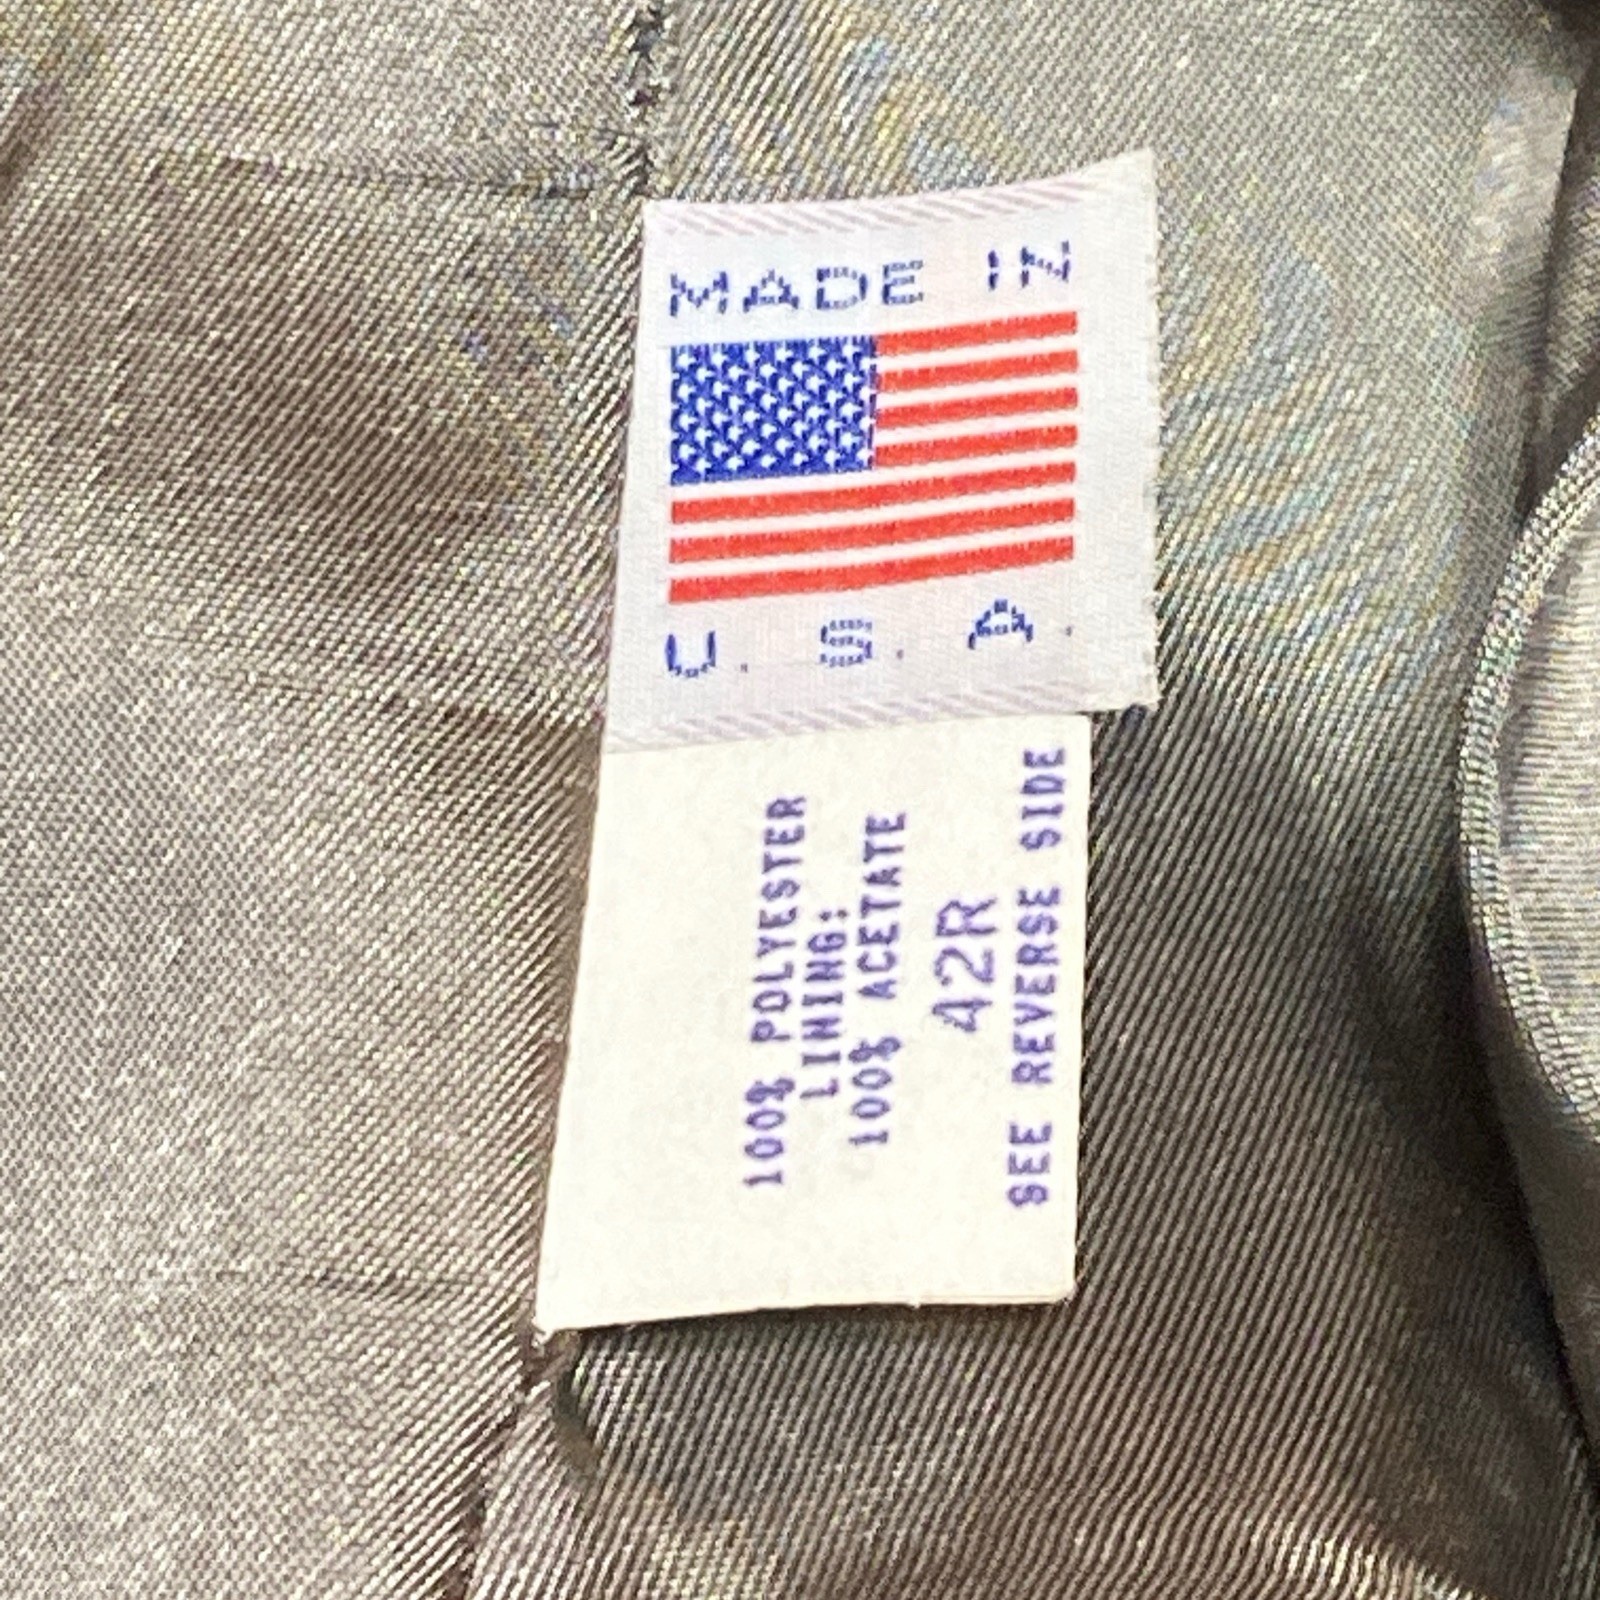 MADE IN
U. S. A.
100% POLYESTER
LINING:
100% ACETATE
42R
SEE REVERSE SIDE